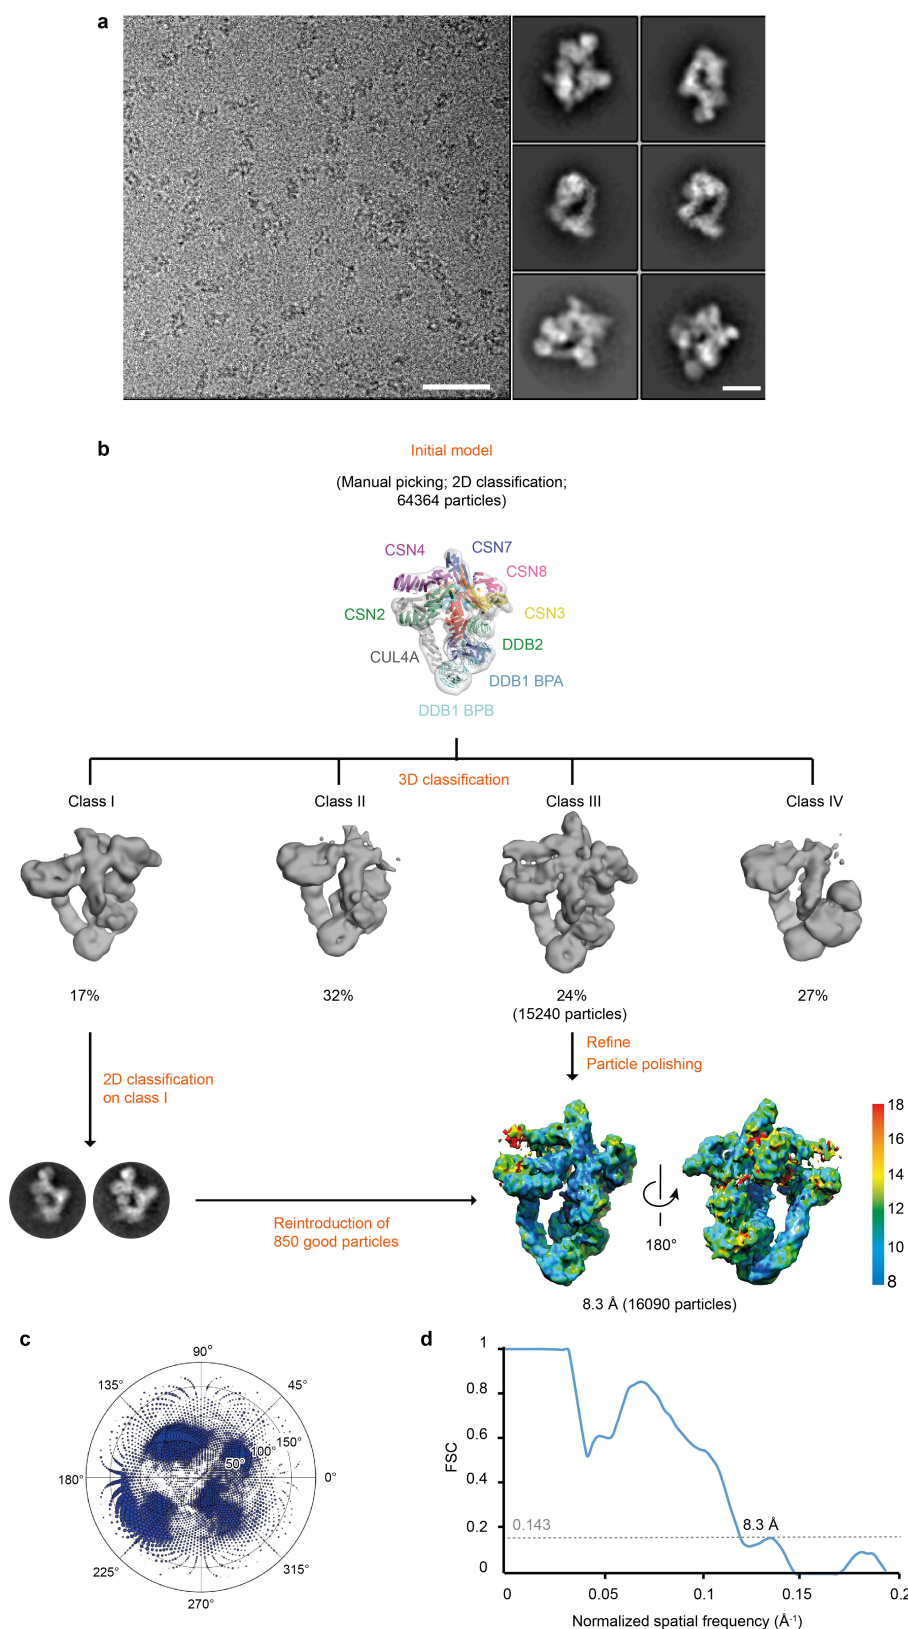 a
b
Initial model
(Manual picking; 2D classification;
64364 particles)
CSN4
CSN7
CSN8
CSN2
CSN3
DDB2
CUL4A
DDB1 BPA
DDB1 BPB
3D classification
Class I
Class II
Class III
Class IV
17%
32%
24%
(15240 particles)
27%
Refine
Particle polishing
2D classification
on class I
Reintroduction of
850 good particles
180°
18
16
14
12
10
8
8.3 Å (16090 particles)
c
90°
135°
45°
150°
100°
50°
180°
0°
225°
315°
270°
d
1
0.8
0.6
0.4
0.2
0
FSC
0.143
8.3 Å
0
0.05
0.1
0.15
0.2
Normalized spatial frequency (Å-1)